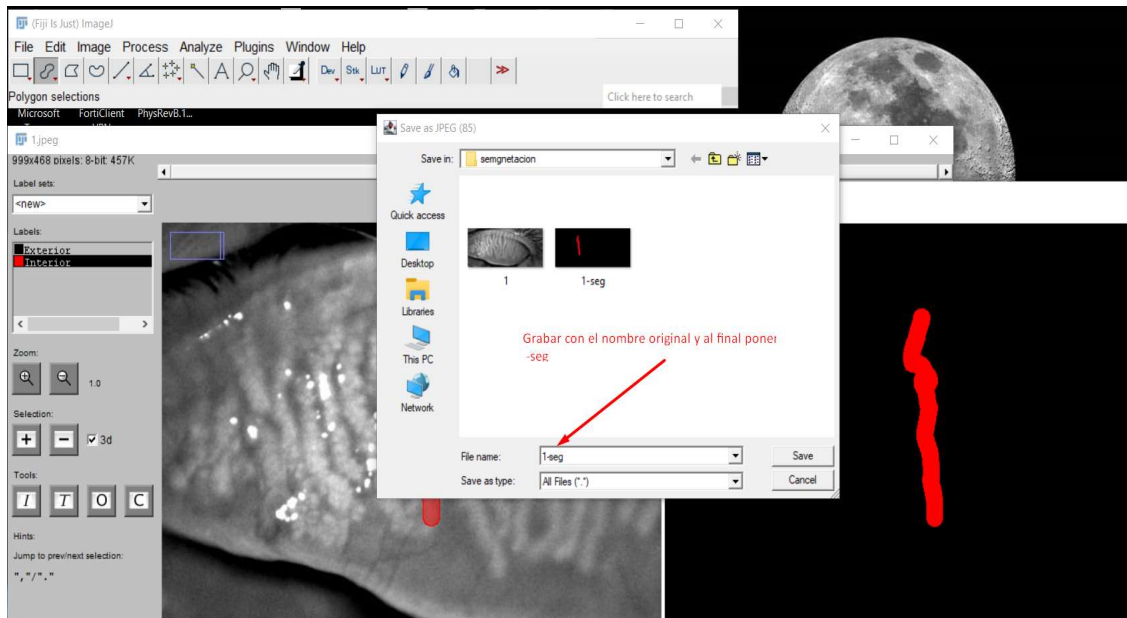 (Fiji Is Just) ImageJ
File Edit Image Process Analyze Plugins Window Help
Dev Stk LUT
Polygon selections
Click here to search
Microsoft FortiClient PhysRevB.1...
1.jpeg
999x468 pixels; 8-bit; 457K
Label sets:
<new>
Labels:
Exterior
Interior
Zoom:
1.0
Selection:
+ - 3d
Tools:
I T O C
Hints:
Jump to prev/next selection:
","/"."
Save as JPEG (85)
Save in: semgnetacion
Quick access
Desktop
Libraries
This PC
Network
1 1-seg
Grabar con el nombre original y al final poner
-seg
File name: 1-seg Save
Save as type: All Files (*.*) Cancel